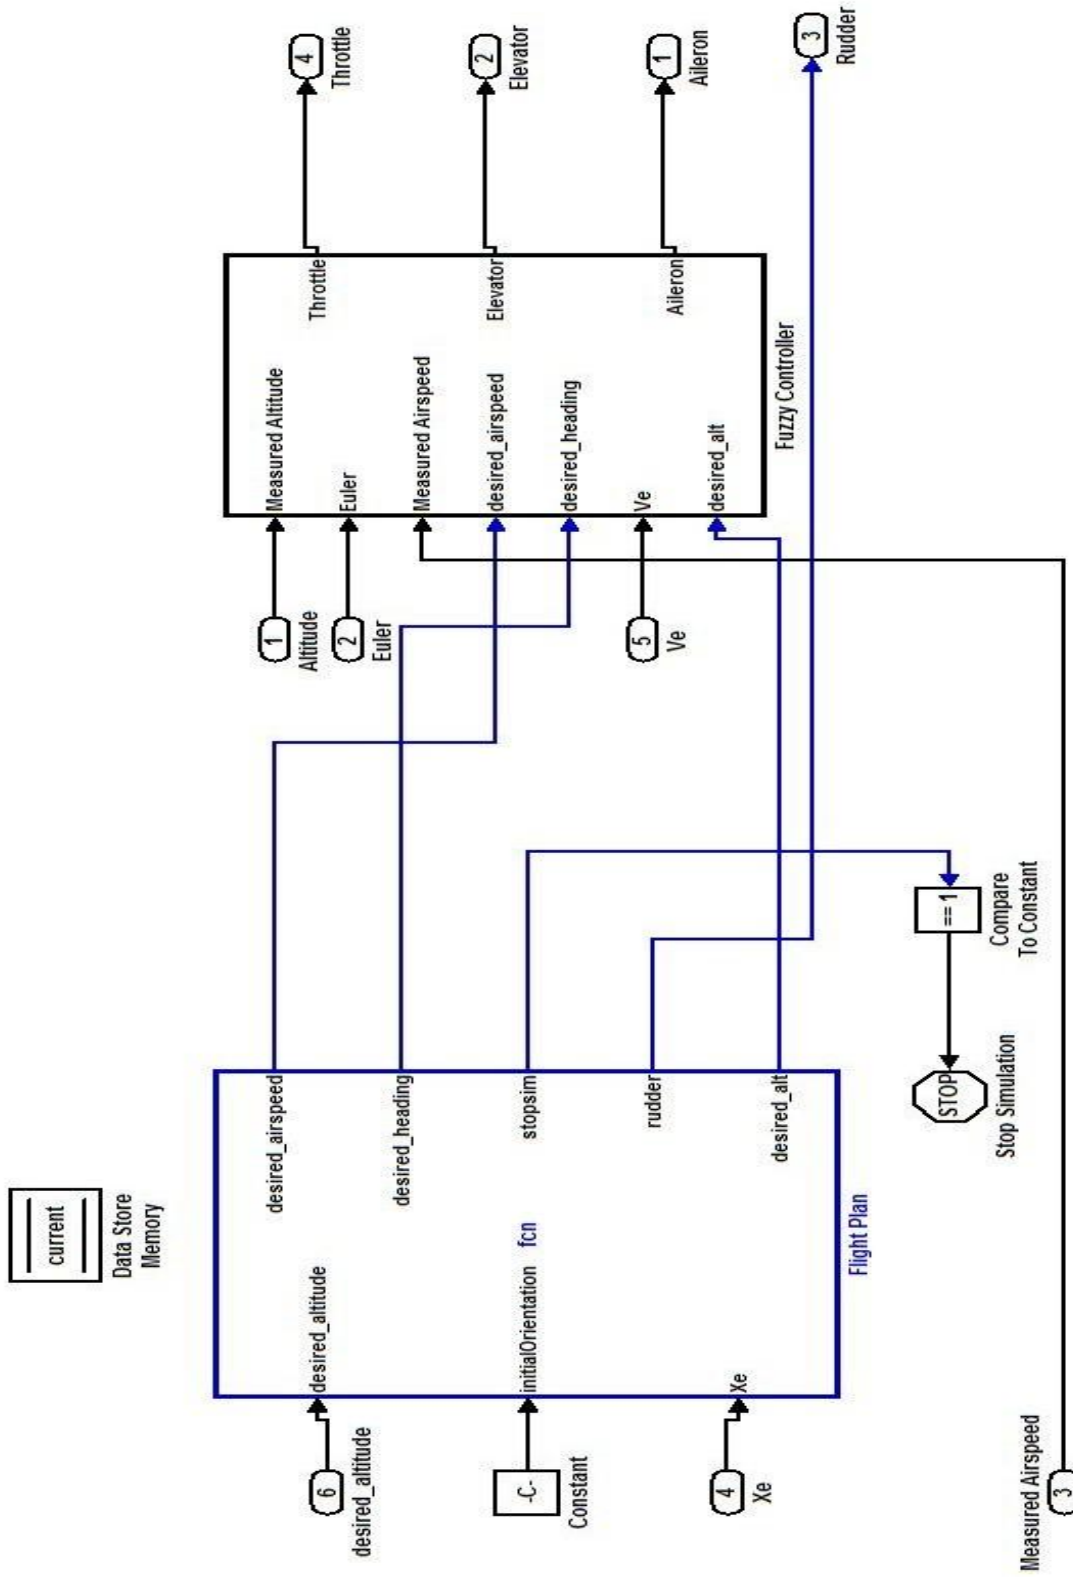 current
Data Store
Memory
6
desired_altitude
-C-
Constant
4
Xe
Measured Airspeed
3
desired_altitude
initialOrientation
fcn
Xe
desired_airspeed
desired_heading
stopsim
rudder
desired_alt
Flight Plan
STOP
Stop Simulation
== 1
Compare
To Constant
1
Altitude
2
Euler
5
Ve
Measured Altitude
Euler
Measured Airspeed
desired_airspeed
desired_heading
Ve
desired_alt
Throttle
Elevator
Aileron
Fuzzy Controller
4
Throttle
2
Elevator
1
Aileron
3
Rudder